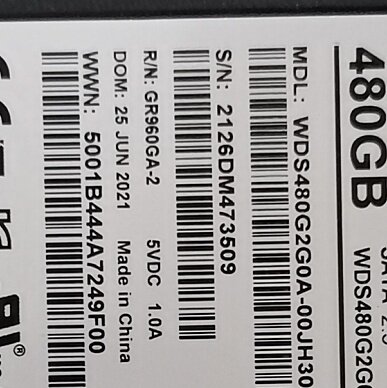 480GB
WDS480G2G
MDL: WDS480G2G0A-00JH30
S/N: 2126DM473509
R/N: GR960GA-2 5VDC 1.0A
DOM: 25 JUN 2021 Made in China
WWN: 5001B444A7249F00